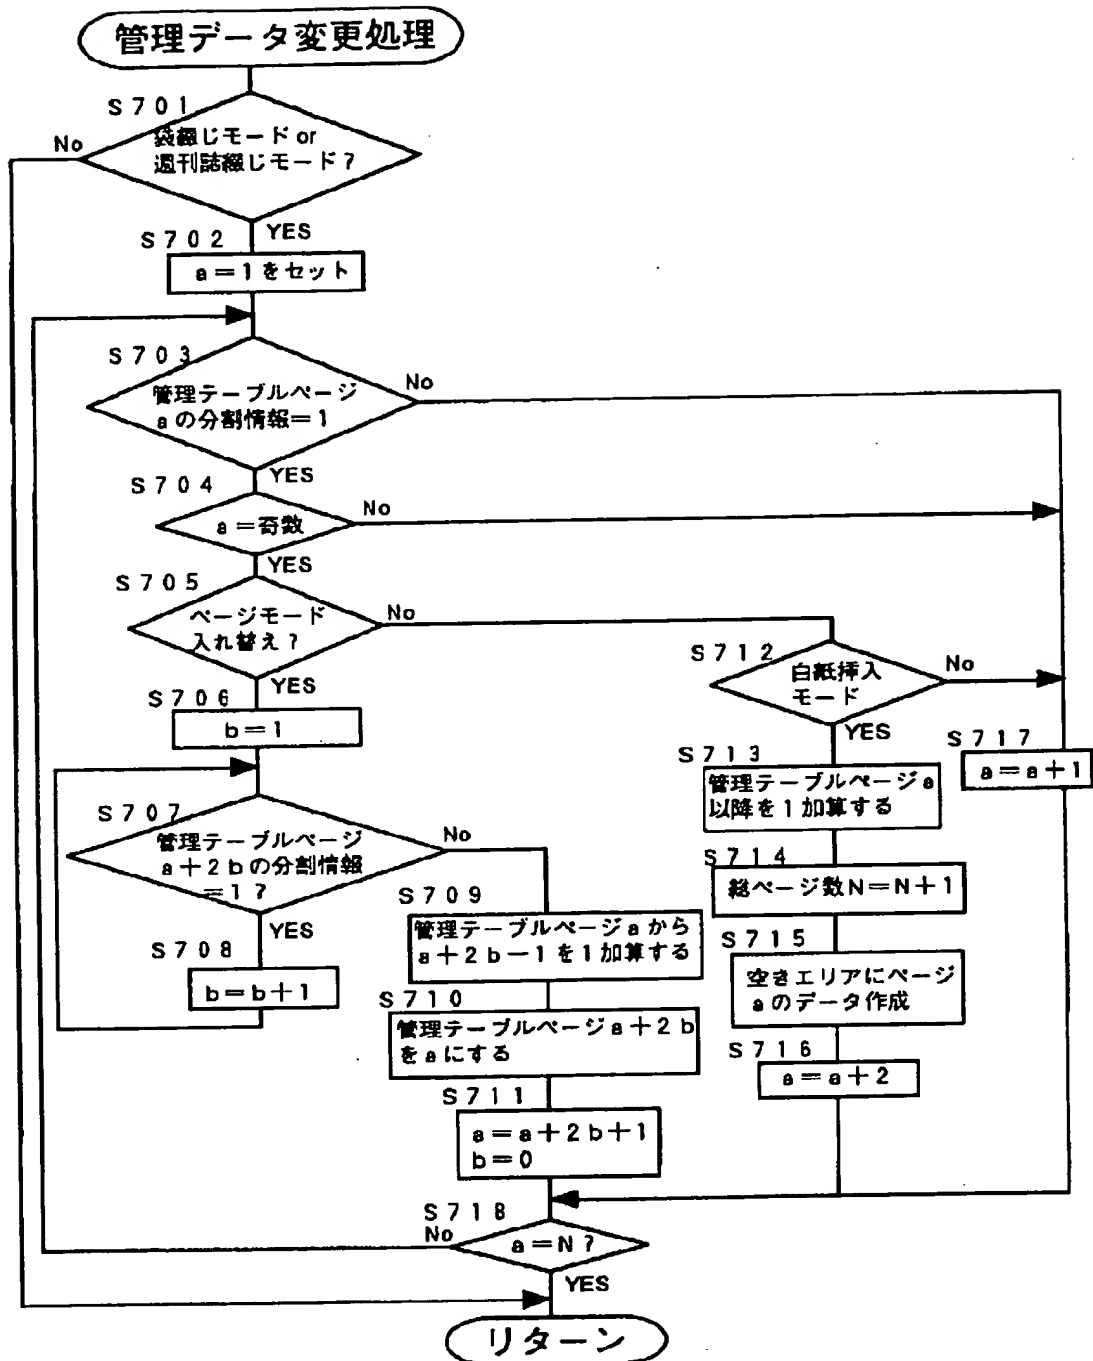 管理データ変更処理
S701
袋綴じモード or
週刊誌綴じモード?
No
YES
S702
a=1をセット
S703
管理テーブルページ
aの分割情報=1
No
YES
S704
a=奇数
No
YES
S705
ページモード
入れ替え?
No
YES
S706
b=1
S707
管理テーブルページ
a+2bの分割情報
=1?
No
YES
S708
b=b+1
S709
管理テーブルページaから
a+2b-1を1加算する
S710
管理テーブルページa+2b
をaにする
S711
a=a+2b+1
b=0
S712
白紙挿入
モード
No
YES
S713
管理テーブルページa
以降を1加算する
S714
総ページ数N=N+1
S715
空きエリアにページ
aのデータ作成
S716
a=a+2
S717
a=a+1
S718
a=N?
No
YES
リターン